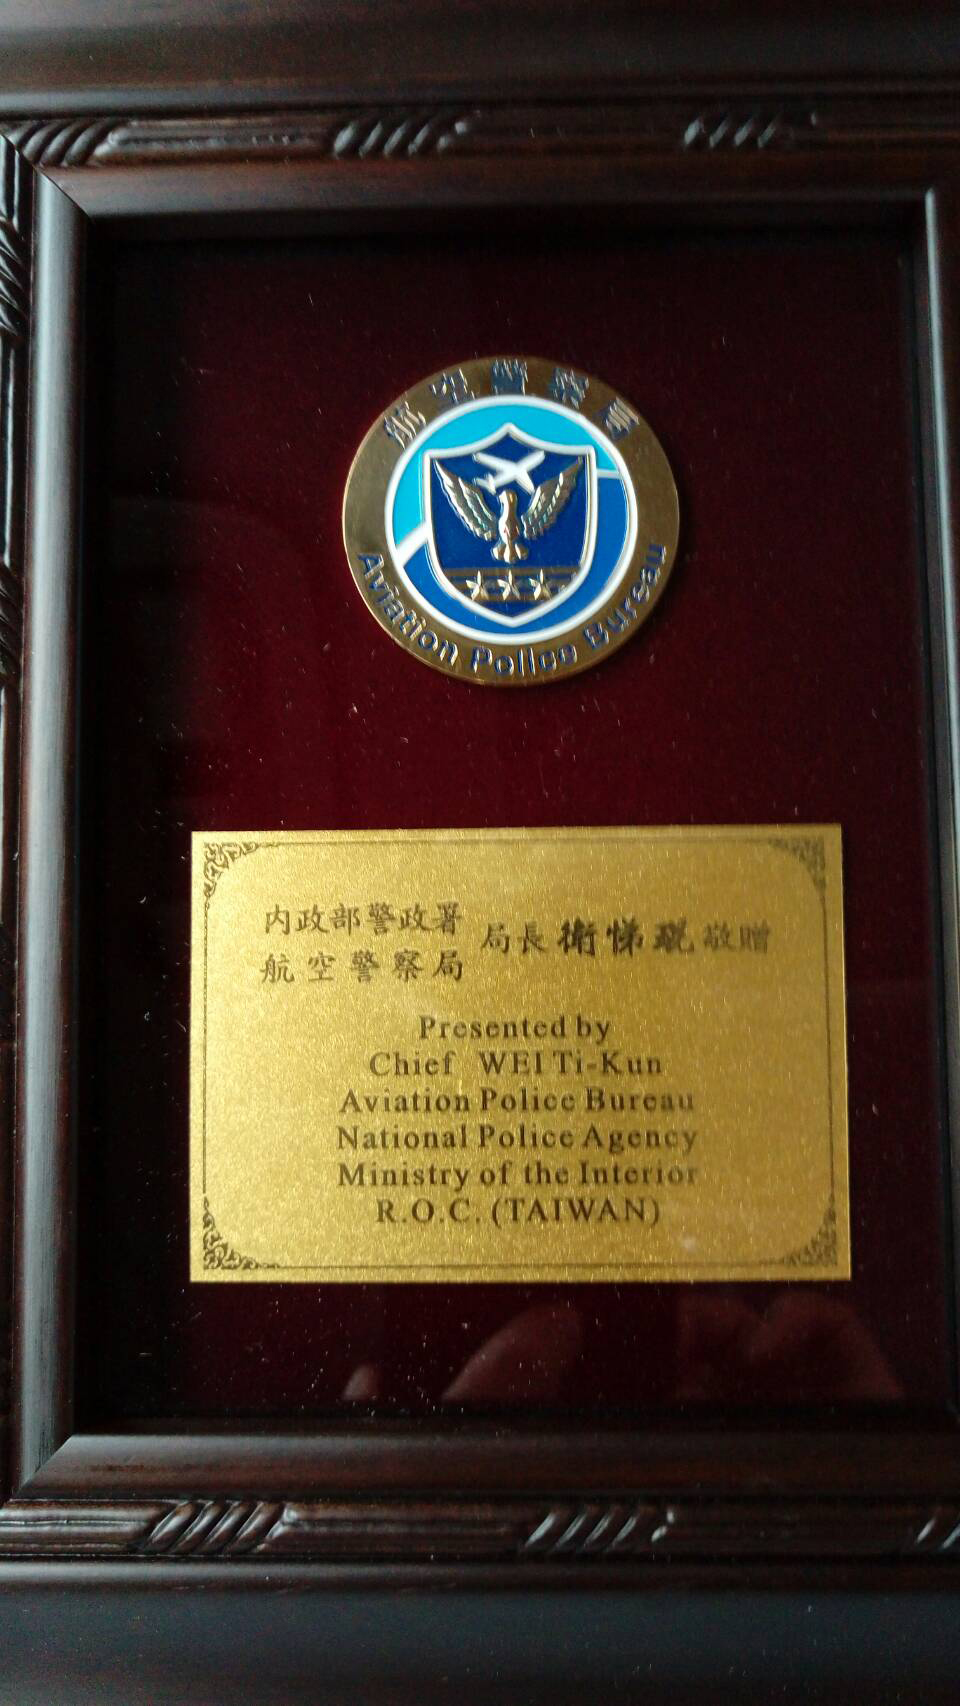 航空警察局
Aviation Police Bureau
內政部警政署
航空警察局
局長 衛悌琨 敬贈
Presented by
Chief WEI Ti-Kun
Aviation Police Bureau
National Police Agency
Ministry of the Interior
R.O.C. (TAIWAN)